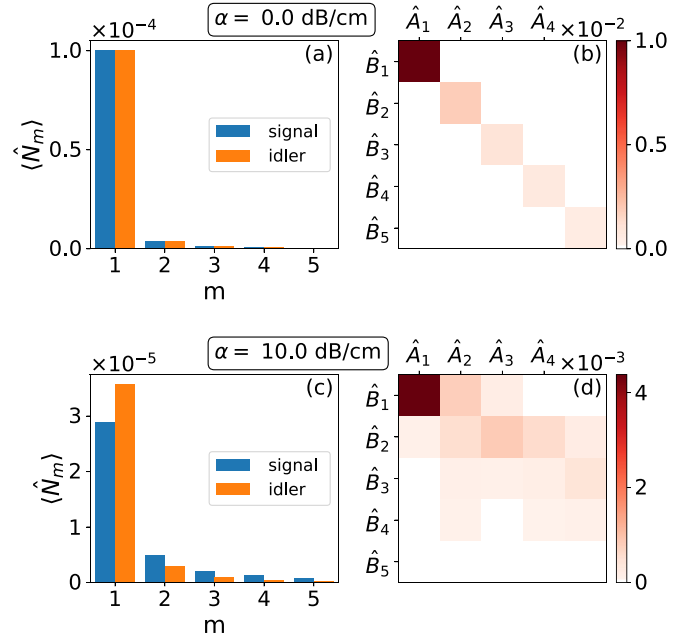 α = 0.0 dB/cm
×10⁻⁴
(a)
1.0
0.5
0.0
⟨N̂ₘ⟩
signal
idler
1 2 3 4 5
m
Â₁ Â₂ Â₃ Â₄ ×10⁻²
(b)
B̂₁
B̂₂
B̂₃
B̂₄
B̂₅
1.0
0.5
0.0
α = 10.0 dB/cm
×10⁻⁵
(c)
3
2
1
0
⟨N̂ₘ⟩
signal
idler
1 2 3 4 5
m
Â₁ Â₂ Â₃ Â₄ ×10⁻³
(d)
B̂₁
B̂₂
B̂₃
B̂₄
B̂₅
4
2
0